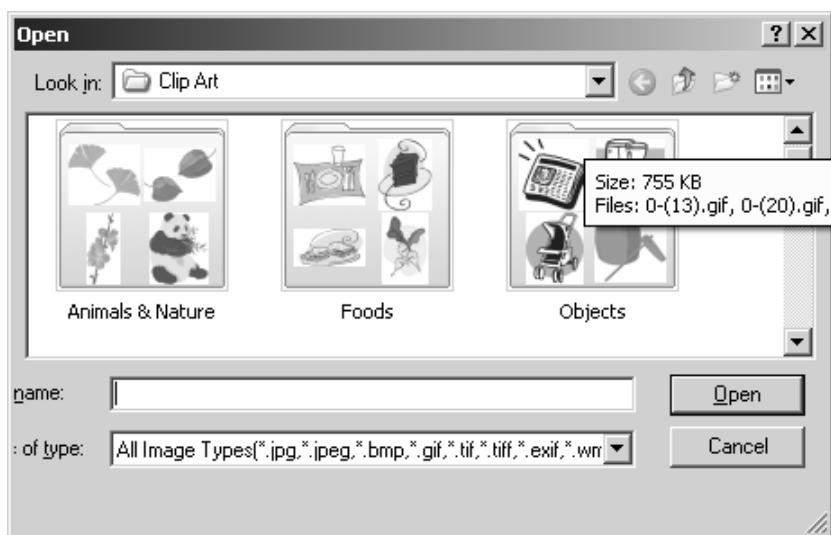 Open
Look in: Clip Art
Size: 755 KB
Files: 0-(13).gif, 0-(20).gif,
Animals & Nature
Foods
Objects
name:
Open
of type: All Image Types(*.jpg,*.jpeg,*.bmp,*.gif,*.tif,*.tiff,*.exif,*.wm
Cancel